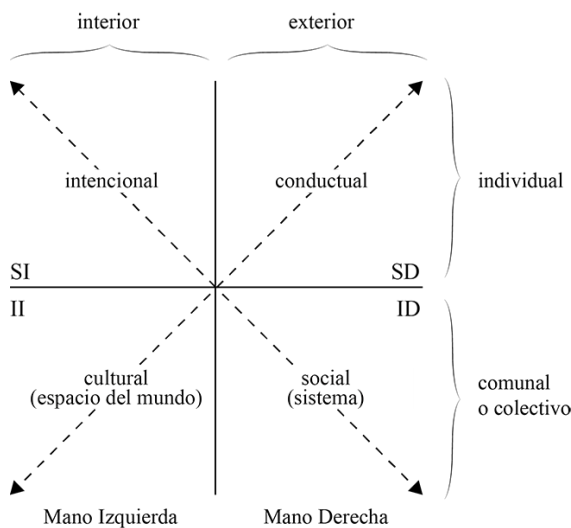 interior
exterior
intencional
conductual
individual
SI
SD
II
ID
cultural
(espacio del mundo)
social
(sistema)
comunal
o colectivo
Mano Izquierda
Mano Derecha